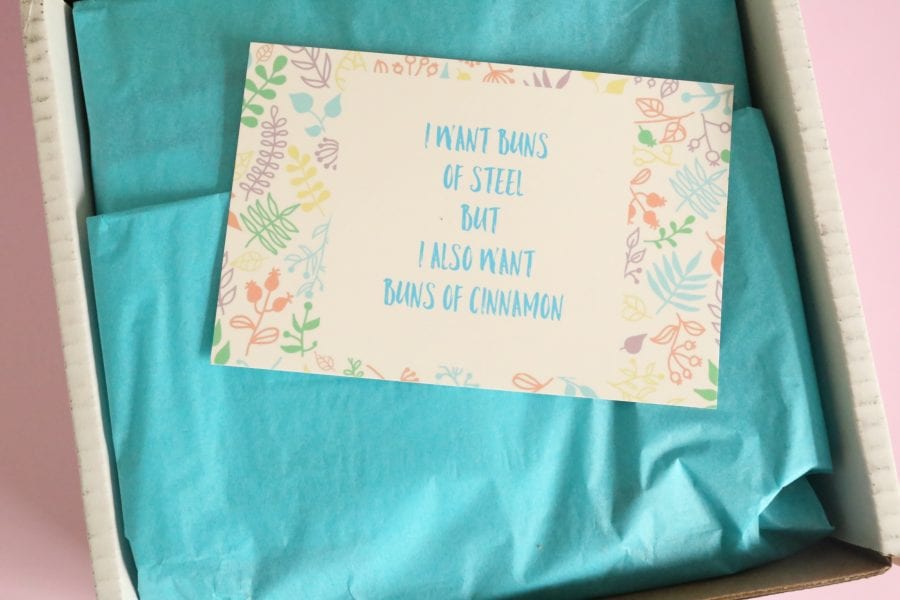 I WANT BUNS
OF STEEL
BUT
I ALSO WANT
BUNS OF CINNAMON